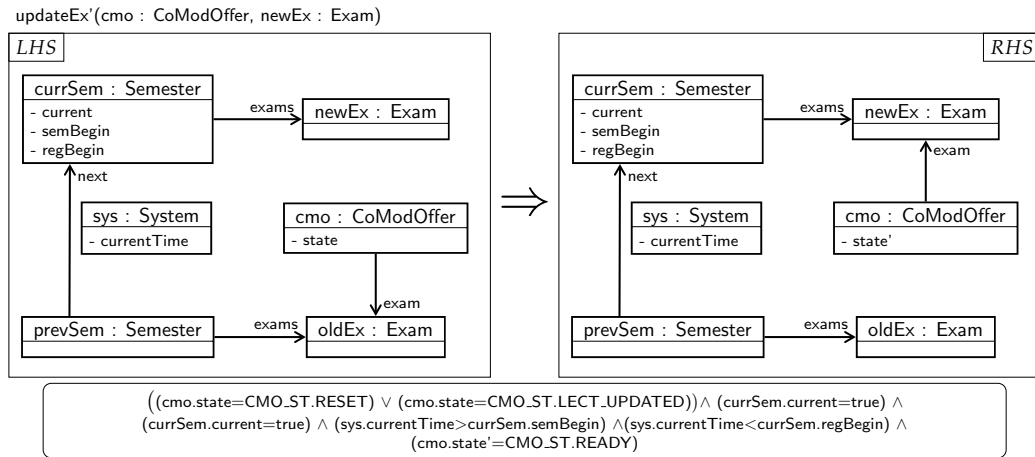 updateEx'(cmo : CoModOffer, newEx : Exam)
LHS
currSem : Semester
- current
- semBegin
- regBegin
exams
newEx : Exam
next
sys : System
- currentTime
cmo : CoModOffer
- state
exam
prevSem : Semester
exams
oldEx : Exam
⇒
RHS
currSem : Semester
- current
- semBegin
- regBegin
exams
newEx : Exam
exam
next
sys : System
- currentTime
cmo : CoModOffer
- state'
prevSem : Semester
exams
oldEx : Exam
((cmo.state=CMO_ST.RESET) ∨ (cmo.state=CMO_ST.LECT_UPDATED))∧ (currSem.current=true) ∧
(currSem.current=true) ∧ (sys.currentTime>currSem.semBegin) ∧(sys.currentTime<currSem.regBegin) ∧
(cmo.state'=CMO_ST.READY)